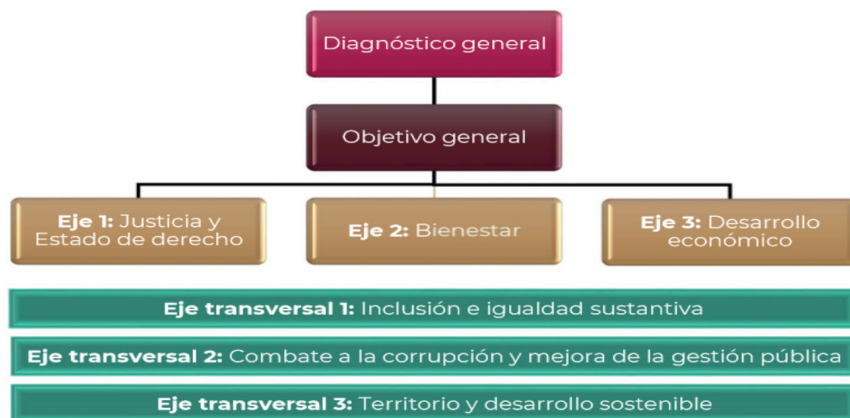 Diagnóstico general
Objetivo general
Eje 1: Justicia y
Estado de derecho
Eje 2: Bienestar
Eje 3: Desarrollo
económico
Eje transversal 1: Inclusión e igualdad sustantiva
Eje transversal 2: Combate a la corrupción y mejora de la gestión pública
Eje transversal 3: Territorio y desarrollo sostenible